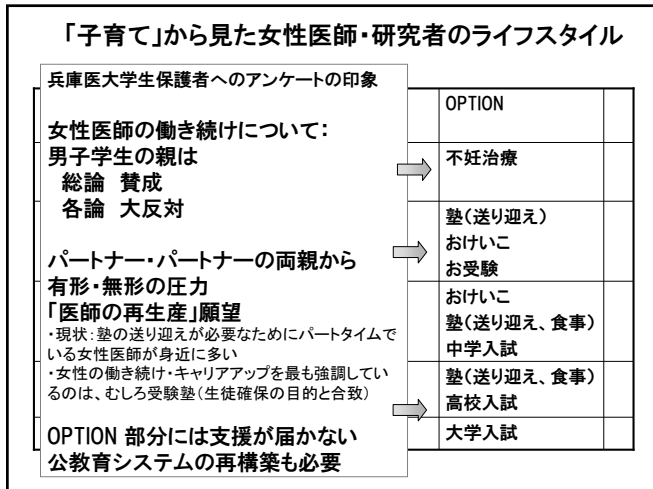 「子育て」から見た女性医師・研究者のライフスタイル
兵庫医大学生保護者へのアンケートの印象
女性医師の働き続けについて：
男子学生の親は
総論 賛成
各論 大反対
パートナー・パートナーの両親から
有形・無形の圧力
「医師の再生産」願望
・現状：塾の送り迎えが必要なためにパートタイムで
いる女性医師が身近に多い
・女性の働き続け・キャリアアップを最も強調してい
るのは、むしろ受験塾（生徒確保の目的と合致）
OPTION 部分には支援が届かない
公教育システムの再構築も必要
OPTION
不妊治療
塾（送り迎え）
おけいこ
お受験
おけいこ
塾（送り迎え、食事）
中学入試
塾（送り迎え、食事）
高校入試
大学入試